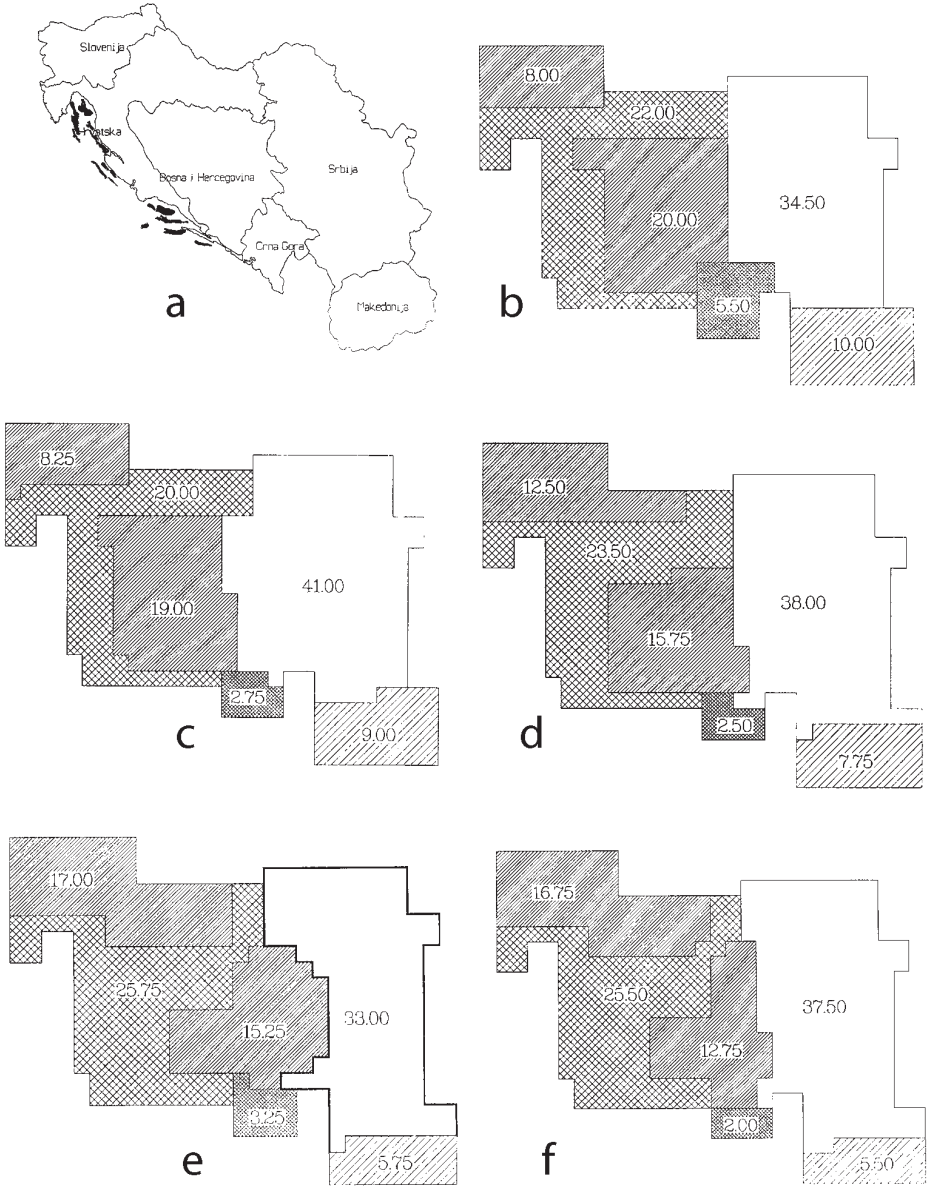 Slovenija
Hrvatska
Bosna i Hercegovina
Srbija
Crna Gora
Makedonija
a
8.00
22.00
20.00
34.50
5.50
10.00
b
8.25
20.00
19.00
41.00
2.75
9.00
c
12.50
23.50
15.75
38.00
2.50
7.75
d
17.00
25.75
15.25
33.00
3.25
5.75
e
16.75
25.50
12.75
37.50
2.00
5.50
f